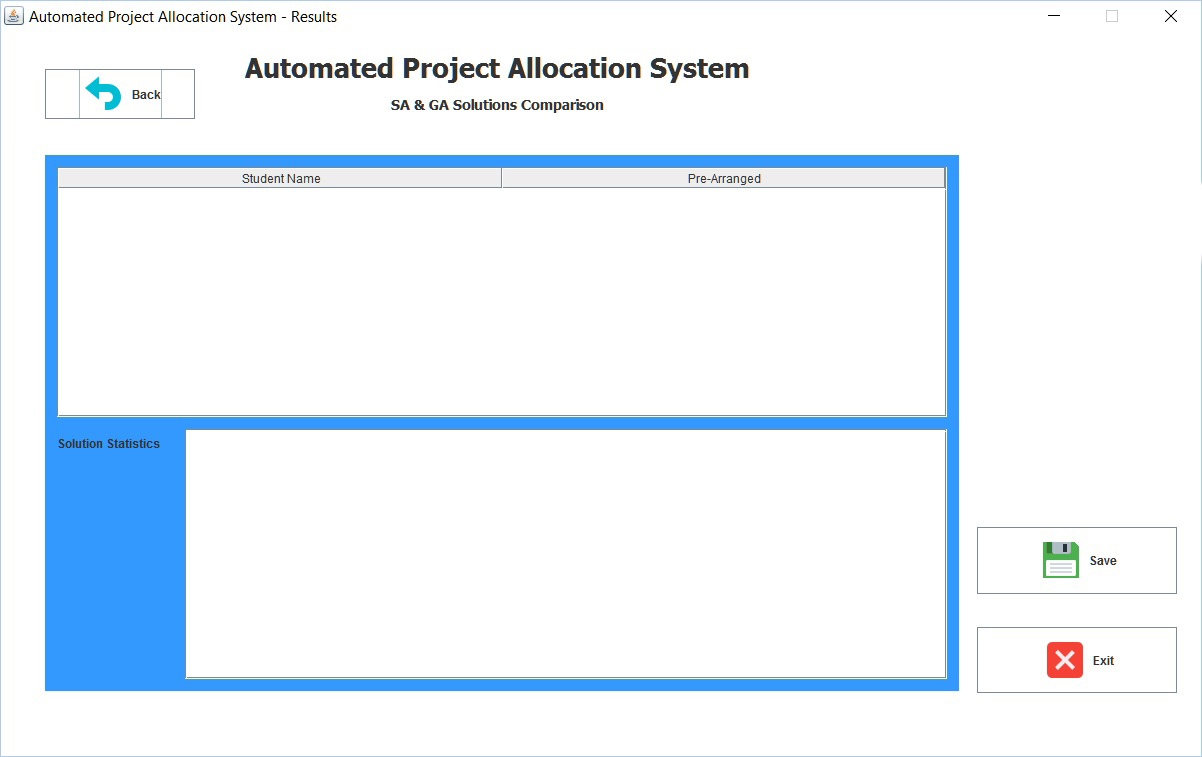 Automated Project Allocation System - Results
Automated Project Allocation System
Back
SA & GA Solutions Comparison
Student Name Pre-Arranged
Solution Statistics
Save
Exit